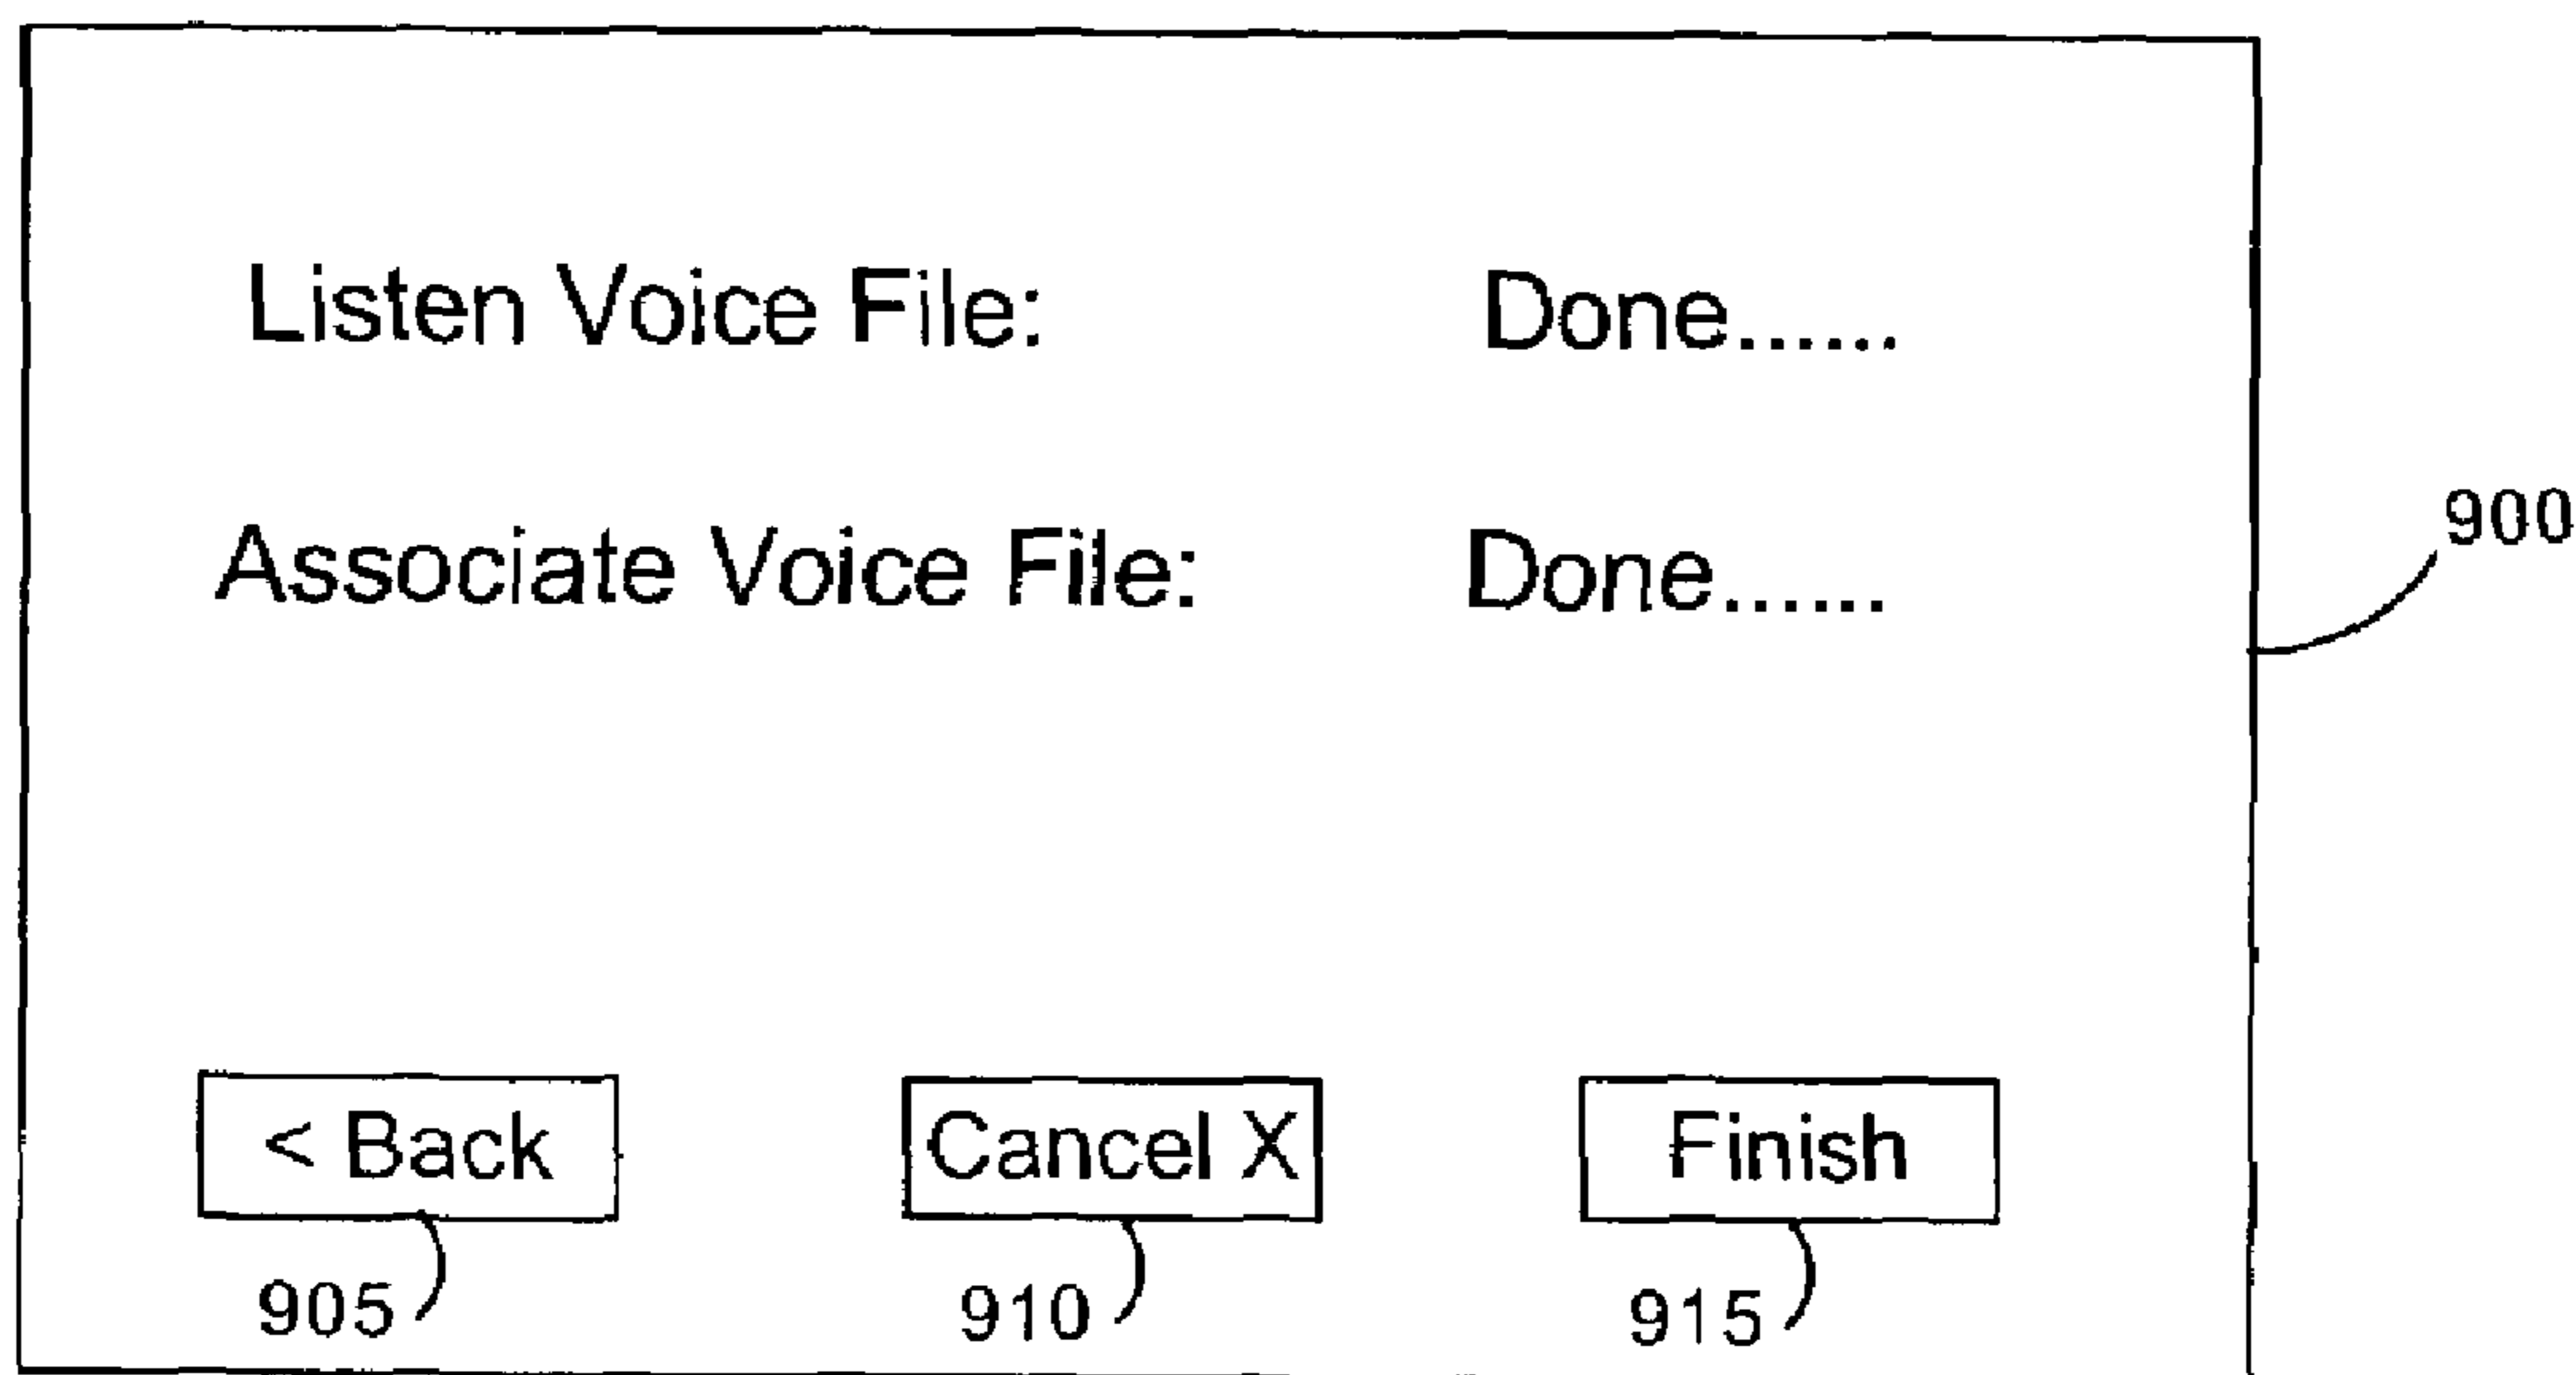 Listen Voice File: Done......
Associate Voice File: Done......
900
< Back Cancel X Finish
905 910 915